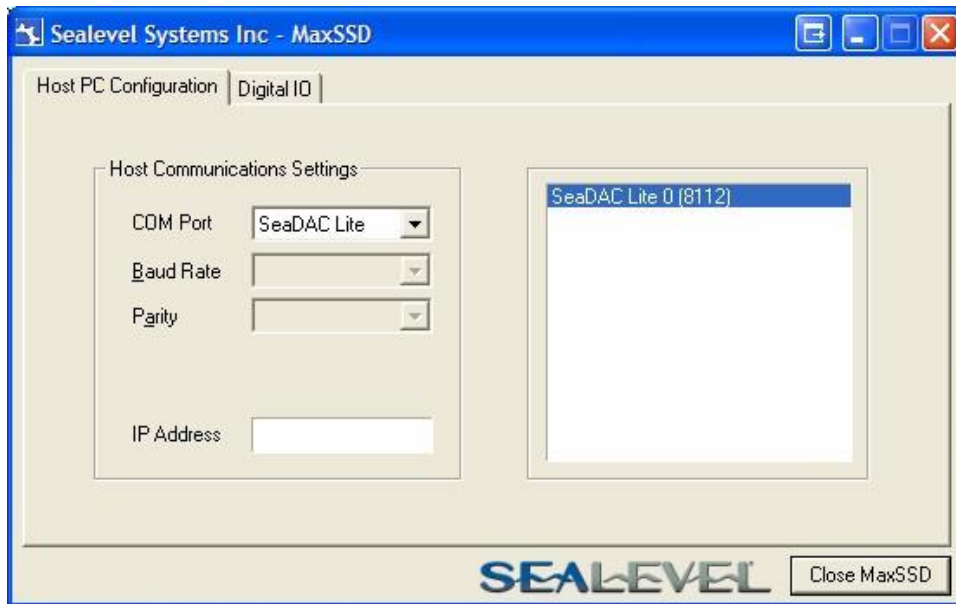 Sealevel Systems Inc - MaxSSD
Host PC Configuration
Digital IO
Host Communications Settings
COM Port
SeaDAC Lite
Baud Rate
Parity
IP Address
SeaDAC Lite 0 (8112)
SEALEVEL
Close MaxSSD